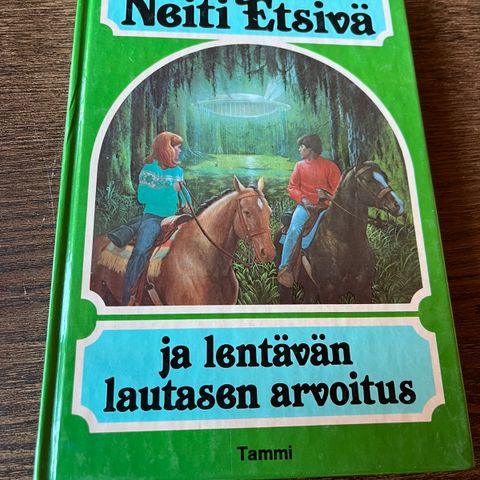 Neiti Etsivä
ja lentävän
lautasen arvoitus
Tammi